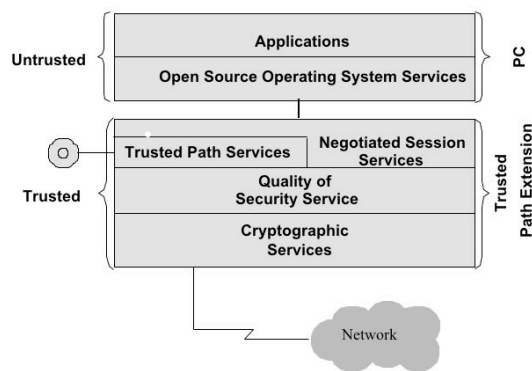 Applications
Untrusted
Open Source Operating System Services
PC
Trusted Path Services
Negotiated Session
Services
Trusted
Quality of
Security Service
Cryptographic
Services
Trusted
Path Extension
Network